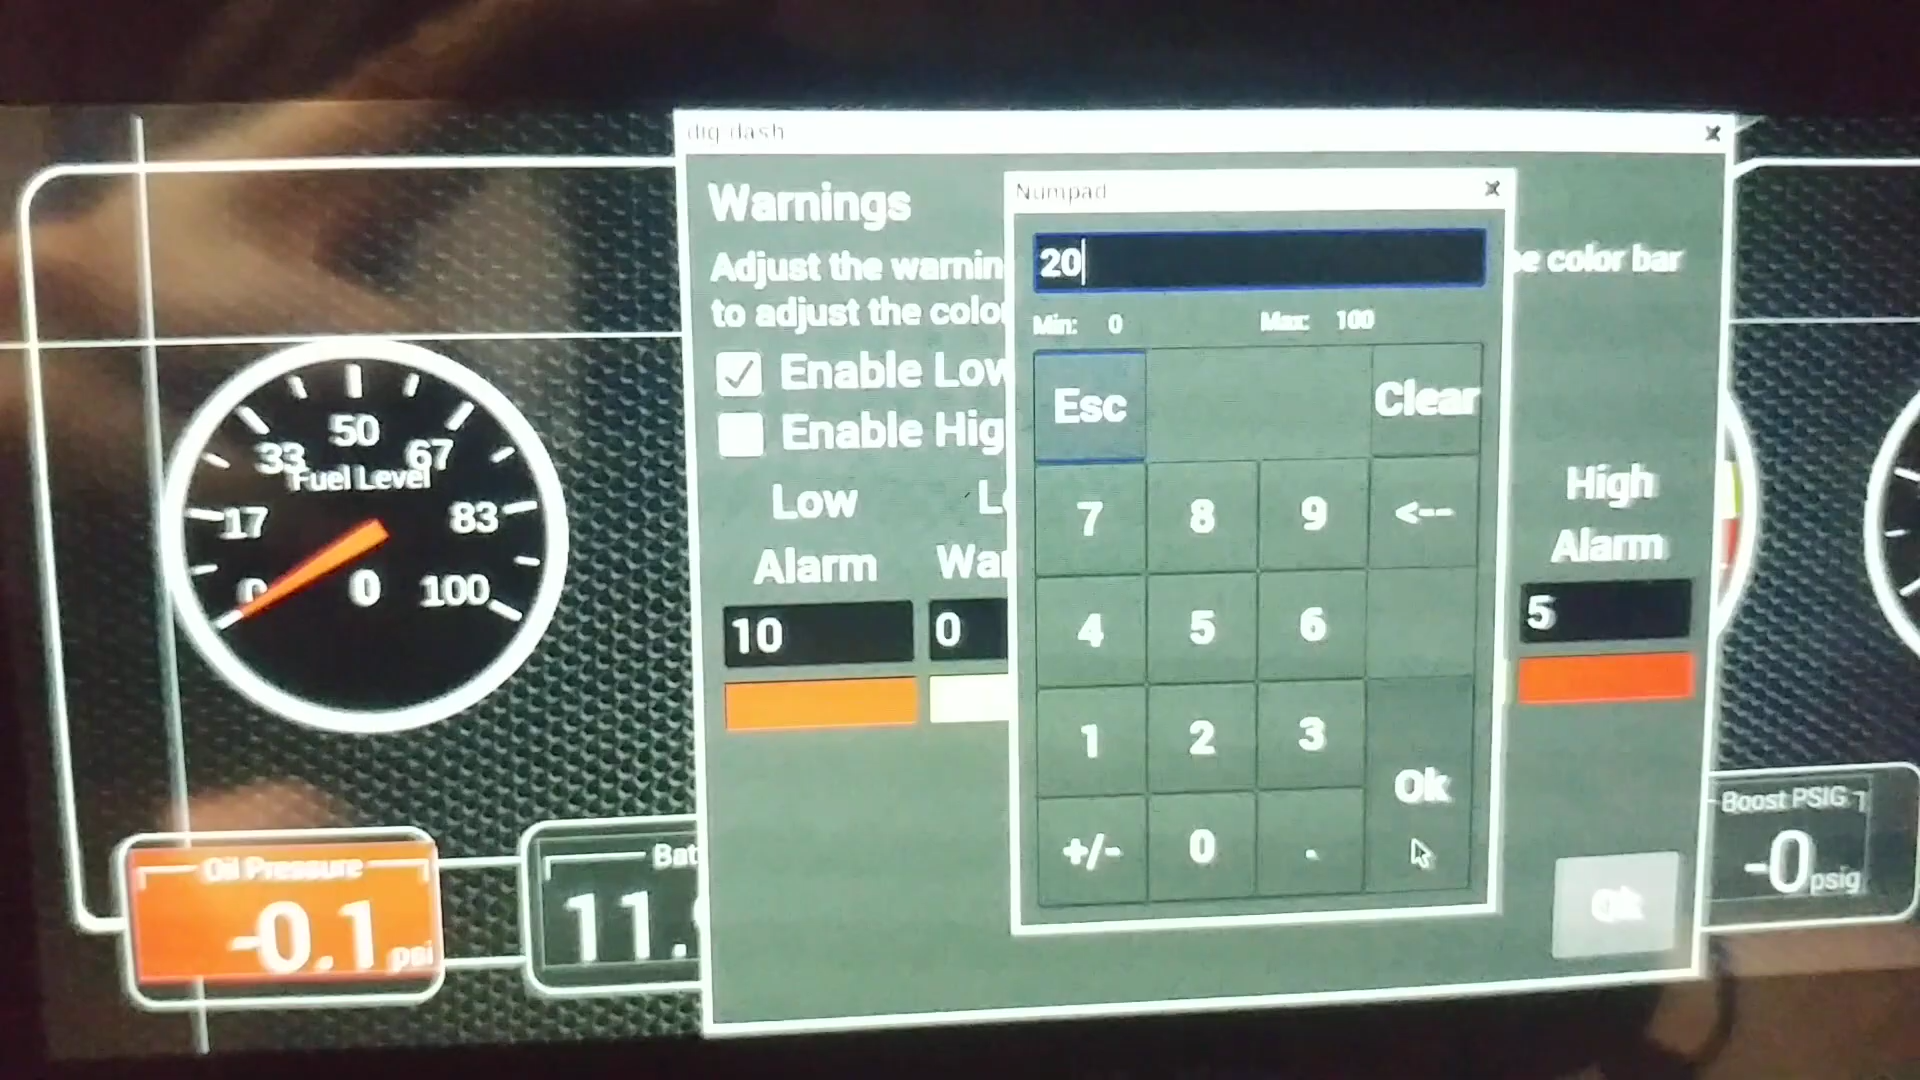 dig dash
Warnings
Adjust the warnin
e color bar
to adjust the colo
Enable Low
Enable Hig
Low
Alarm
10
Wa
0
Numpad
20
Min: 0 Max: 100
Esc Clear
7 8 9 <--
4 5 6
1 2 3
Ok
+/- 0 .
High
Alarm
5
ok
50
33 67
Fuel Level
17 83
0 0 100
Oil Pressure
-0.1 psi
Bat
11.
Boost PSIG
-0 psig